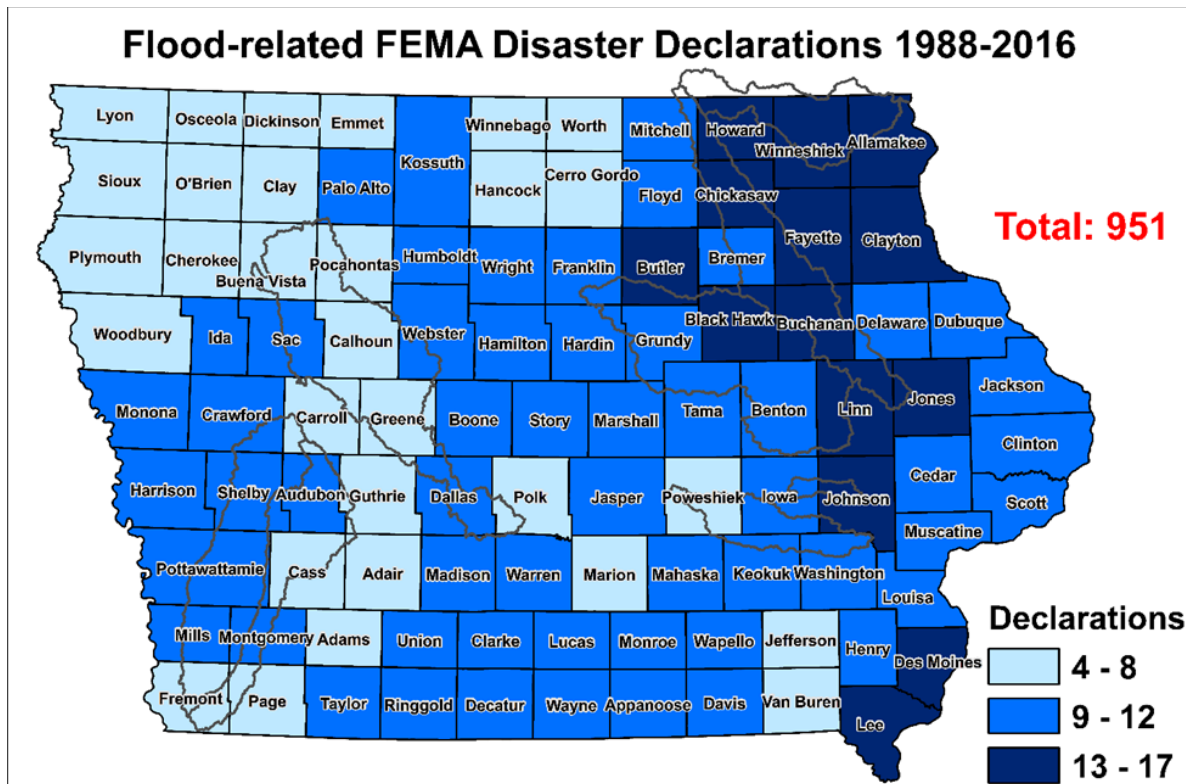 Flood-related FEMA Disaster Declarations 1988-2016
Lyon
Osceola
Dickinson
Emmet
Kossuth
Winnebago
Worth
Mitchell
Howard
Winneshiek
Allamakee
Sioux
O'Brien
Clay
Palo Alto
Hancock
Cerro Gordo
Floyd
Chickasaw
Fayette
Clayton
Total: 951
Plymouth
Cherokee
Buena Vista
Pocahontas
Humboldt
Wright
Franklin
Butler
Bremer
Woodbury
Ida
Sac
Calhoun
Webster
Hamilton
Hardin
Grundy
Black Hawk
Buchanan
Delaware
Dubuque
Monona
Crawford
Carroll
Greene
Boone
Story
Marshall
Tama
Benton
Linn
Jones
Jackson
Clinton
Harrison
Shelby
Audubon
Guthrie
Dallas
Polk
Jasper
Poweshiek
Iowa
Johnson
Cedar
Scott
Muscatine
Pottawattamie
Cass
Adair
Madison
Warren
Marion
Mahaska
Keokuk
Washington
Louisa
Mills
Montgomery
Adams
Union
Clarke
Lucas
Monroe
Wapello
Jefferson
Henry
Des Moines
Fremont
Page
Taylor
Ringgold
Decatur
Wayne
Appanoose
Davis
Van Buren
Lee
Declarations
4 - 8
9 - 12
13 - 17